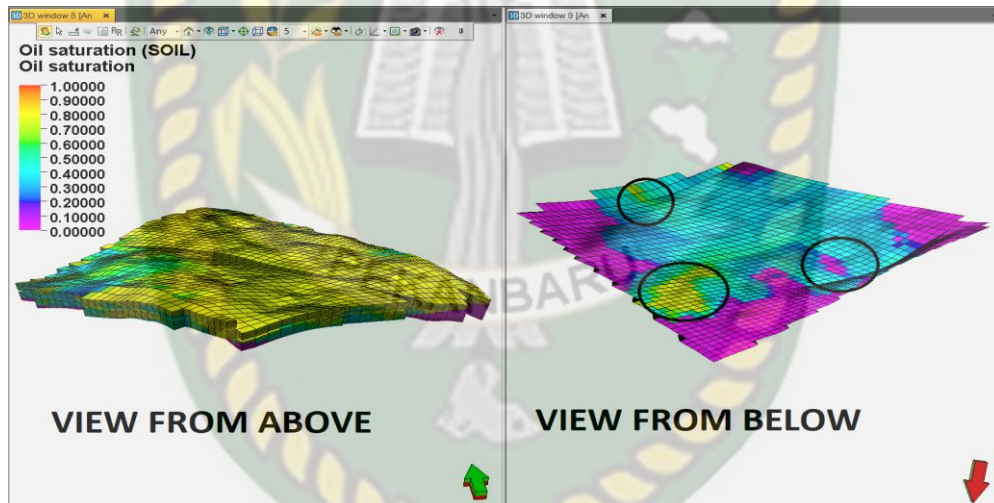 3D window 8 [An
3D window 9 [An
Any
5
Oil saturation (SOIL)
Oil saturation
1.00000
0.90000
0.80000
0.70000
0.60000
0.50000
0.40000
0.30000
0.20000
0.10000
0.00000
PEKANBARU
VIEW FROM ABOVE
VIEW FROM BELOW